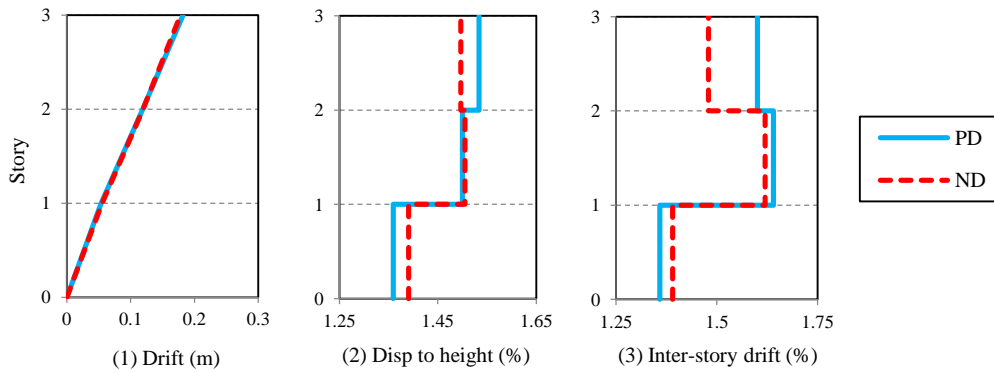 Story
3
2
1
0
0 0.1 0.2 0.3
(1) Drift (m)
3
2
1
0
1.25 1.45 1.65
(2) Disp to height (%)
3
2
1
0
1.25 1.5 1.75
(3) Inter-story drift (%)
PD
ND